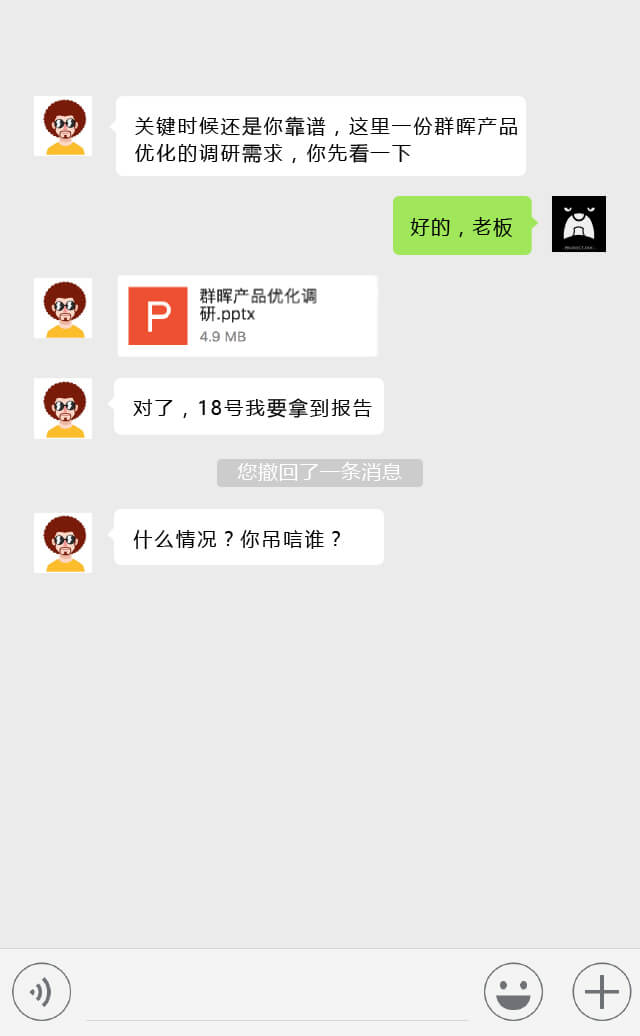 关键时候还是你靠谱，这里一份群晖产品
优化的调研需求，你先看一下
好的，老板
P
群晖产品优化调
研.pptx
4.9 MB
对了，18号我要拿到报告
您撤回了一条消息
什么情况？你吊唁谁？